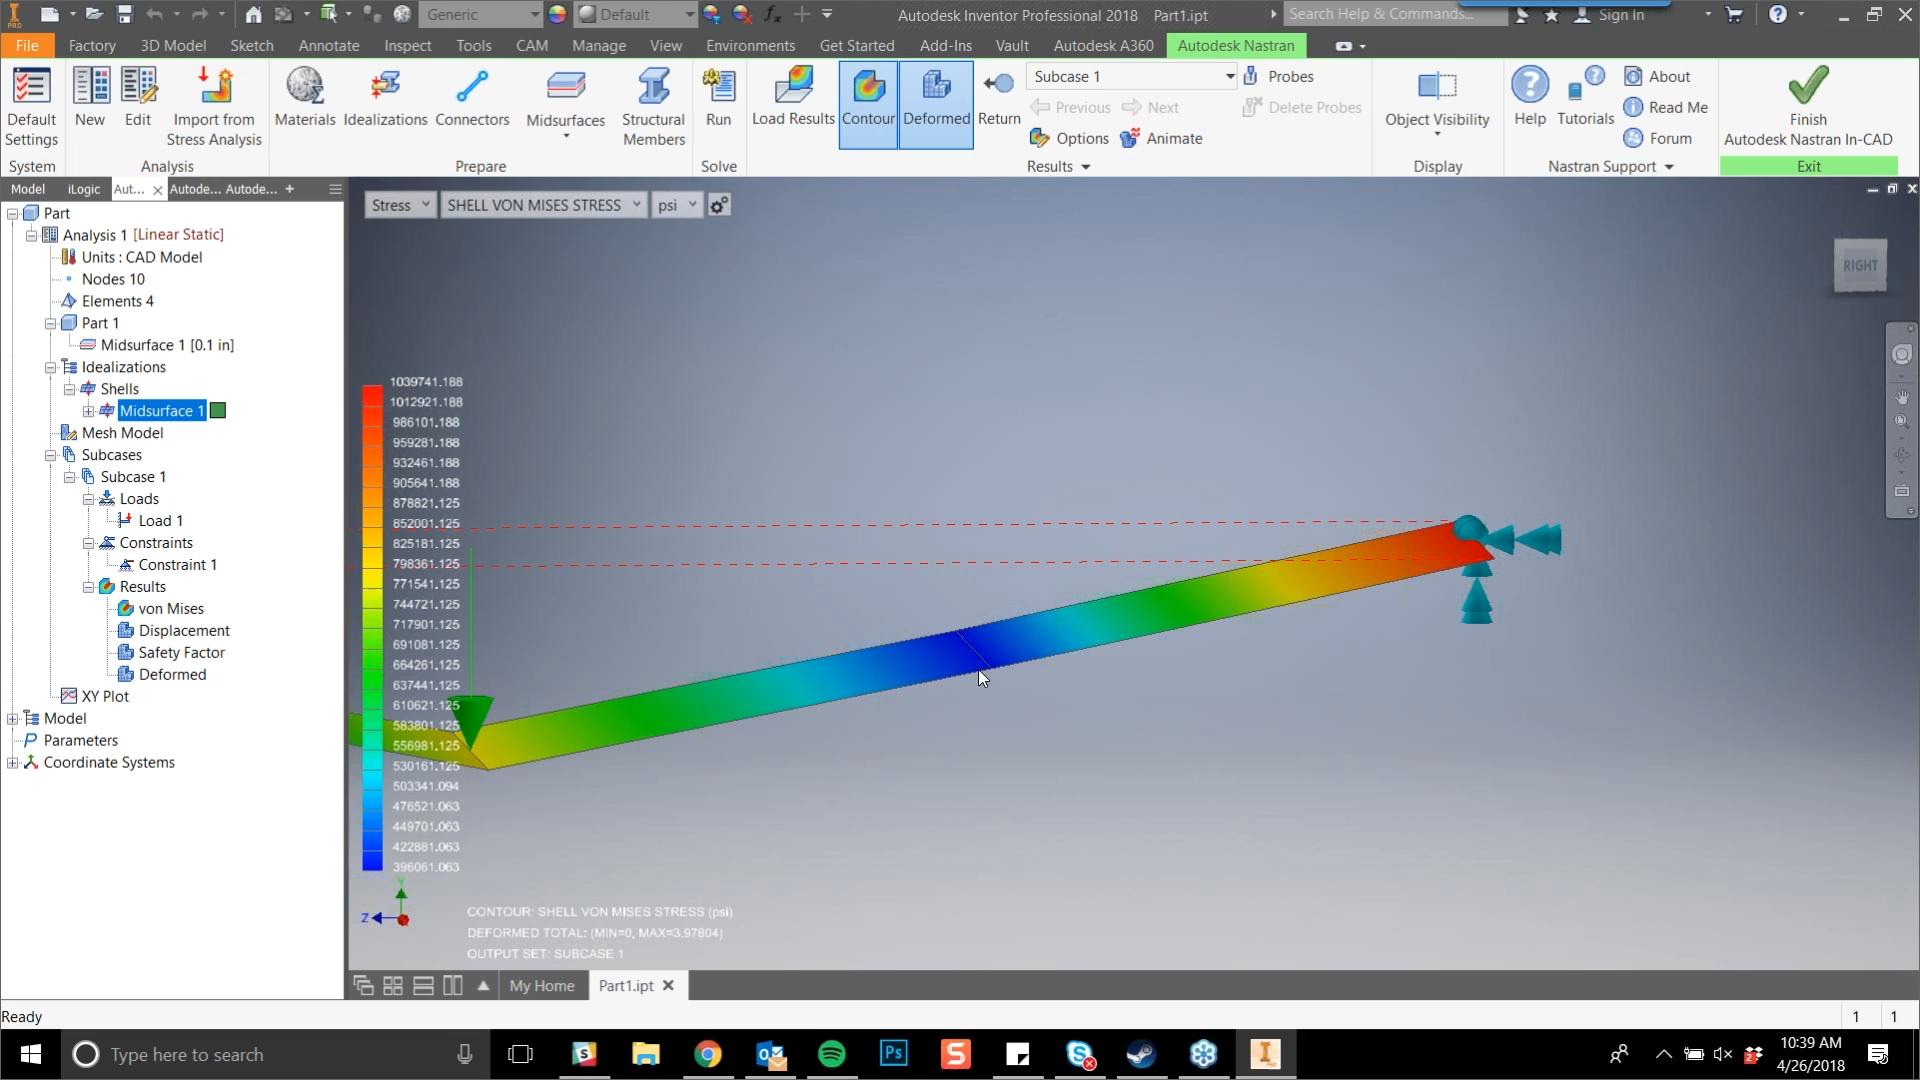 PRO
Generic
Default
Autodesk Inventor Professional 2018 Part1.ipt
Search Help & Commands...
Sign In
File
Factory
3D Model
Sketch
Annotate
Inspect
Tools
CAM
Manage
View
Environments
Get Started
Add-Ins
Vault
Autodesk A360
Autodesk Nastran
Default
Settings
System
New
Edit
Import from
Stress Analysis
Analysis
Materials
Idealizations
Connectors
Midsurfaces
Structural
Members
Prepare
Run
Solve
Load Results
Contour
Deformed
Return
Subcase 1
Previous
Next
Options
Animate
Probes
Delete Probes
Results
Object Visibility
Display
Help
Tutorials
About
Read Me
Forum
Nastran Support
Finish
Autodesk Nastran In-CAD
Exit
Model
iLogic
Aut...
Autode...
Autode...
Part
Analysis 1 [Linear Static]
Units : CAD Model
Nodes 10
Elements 4
Part 1
Midsurface 1 [0.1 in]
Idealizations
Shells
Midsurface 1
Mesh Model
Subcases
Subcase 1
Loads
Load 1
Constraints
Constraint 1
Results
von Mises
Displacement
Safety Factor
Deformed
XY Plot
Model
Parameters
Coordinate Systems
Stress
SHELL VON MISES STRESS
psi
RIGHT
1039741.188
1012921.188
986101.188
959281.188
932461.188
905641.188
878821.125
852001.125
825181.125
798361.125
771541.125
744721.125
717901.125
691081.125
664261.125
637441.125
610621.125
583801.125
556981.125
530161.125
503341.094
476521.063
449701.063
422881.063
396061.063
Y
Z
CONTOUR: SHELL VON MISES STRESS (psi)
DEFORMED TOTAL: (MIN=0, MAX=3.97804)
OUTPUT SET: SUBCASE 1
My Home
Part1.ipt
Ready
1
1
Type here to search
10:39 AM
4/26/2018